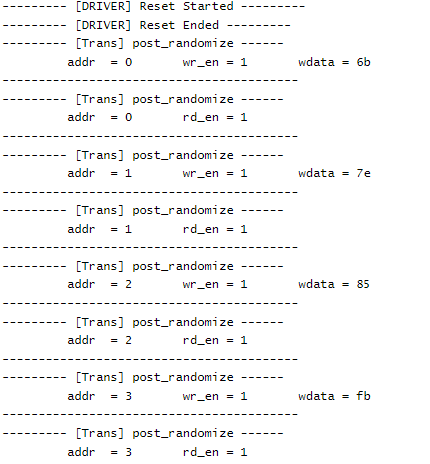 --------- [DRIVER] Reset Started ---------
--------- [DRIVER] Reset Ended ---------
--------- [Trans] post_randomize ------
addr  = 0       wr_en = 1       wdata = 6b
-----------------------------------------
--------- [Trans] post_randomize ------
addr  = 0       rd_en = 1
-----------------------------------------
--------- [Trans] post_randomize ------
addr  = 1       wr_en = 1       wdata = 7e
-----------------------------------------
--------- [Trans] post_randomize ------
addr  = 1       rd_en = 1
-----------------------------------------
--------- [Trans] post_randomize ------
addr  = 2       wr_en = 1       wdata = 85
-----------------------------------------
--------- [Trans] post_randomize ------
addr  = 2       rd_en = 1
-----------------------------------------
--------- [Trans] post_randomize ------
addr  = 3       wr_en = 1       wdata = fb
-----------------------------------------
--------- [Trans] post_randomize ------
addr  = 3       rd_en = 1